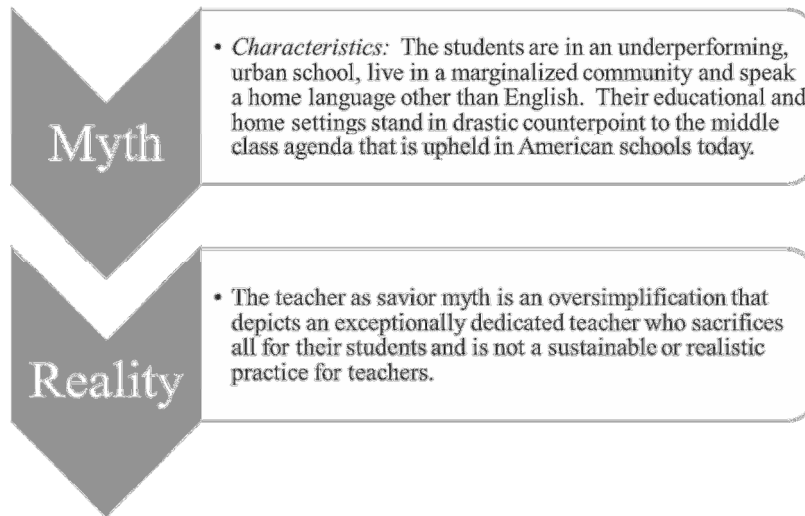 Myth
• Characteristics: The students are in an underperforming,
urban school, live in a marginalized community and speak
a home language other than English. Their educational and
home settings stand in drastic counterpoint to the middle
class agenda that is upheld in American schools today.
Reality
• The teacher as savior myth is an oversimplification that
depicts an exceptionally dedicated teacher who sacrifices
all for their students and is not a sustainable or realistic
practice for teachers.